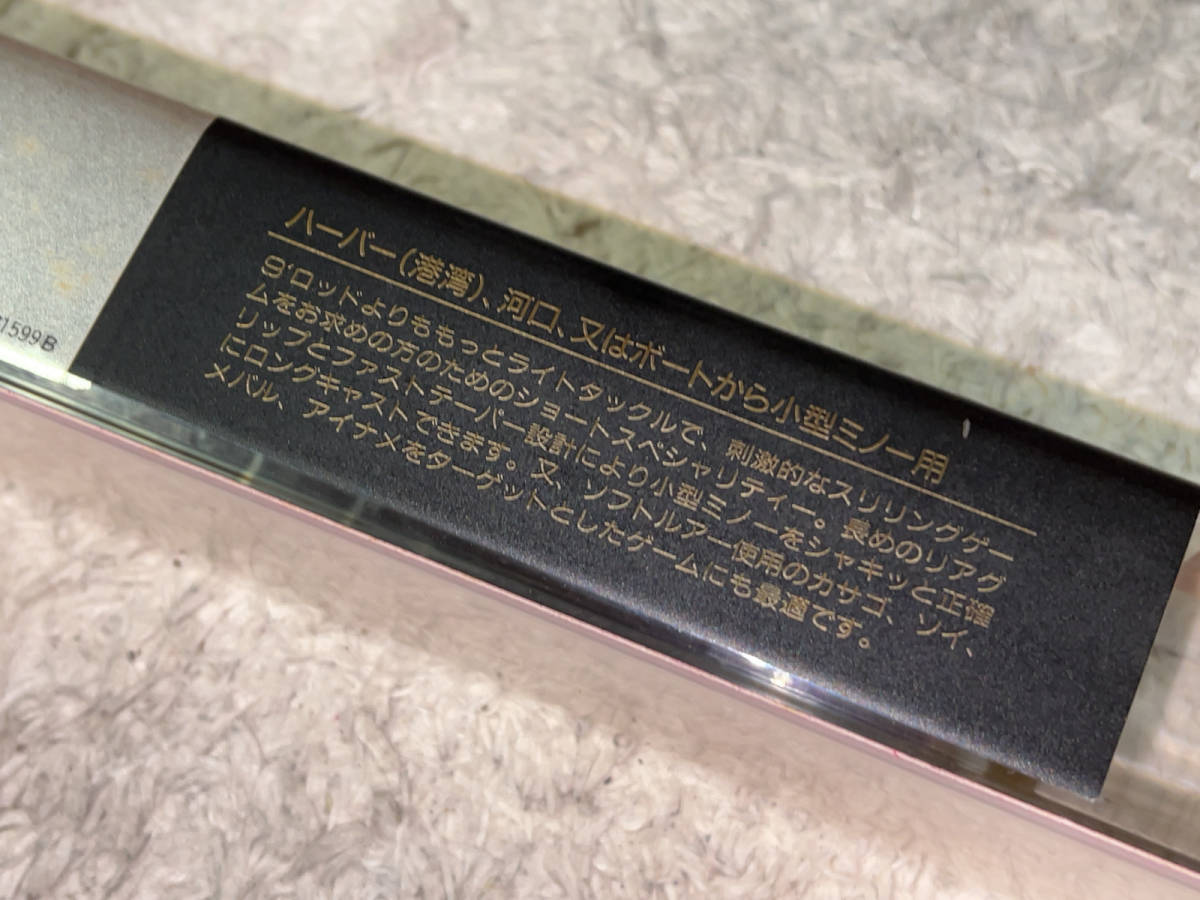 ハーバー(港湾)、河口、又はボートから小型ミノー用
9'ロッドよりももっとライトタックルで、刺激的なスリリングゲー
ムをお求めの方のためのショートスペシャリティー。長めのリアグ
リップとファストテーパー設計により小型ミノーをシャキッと正確
にロングキャストできます。又、ソフトルアー使用のカサゴ、ソイ、
メバル、アイナメをターゲットとしたゲームにも最適です。
1599B